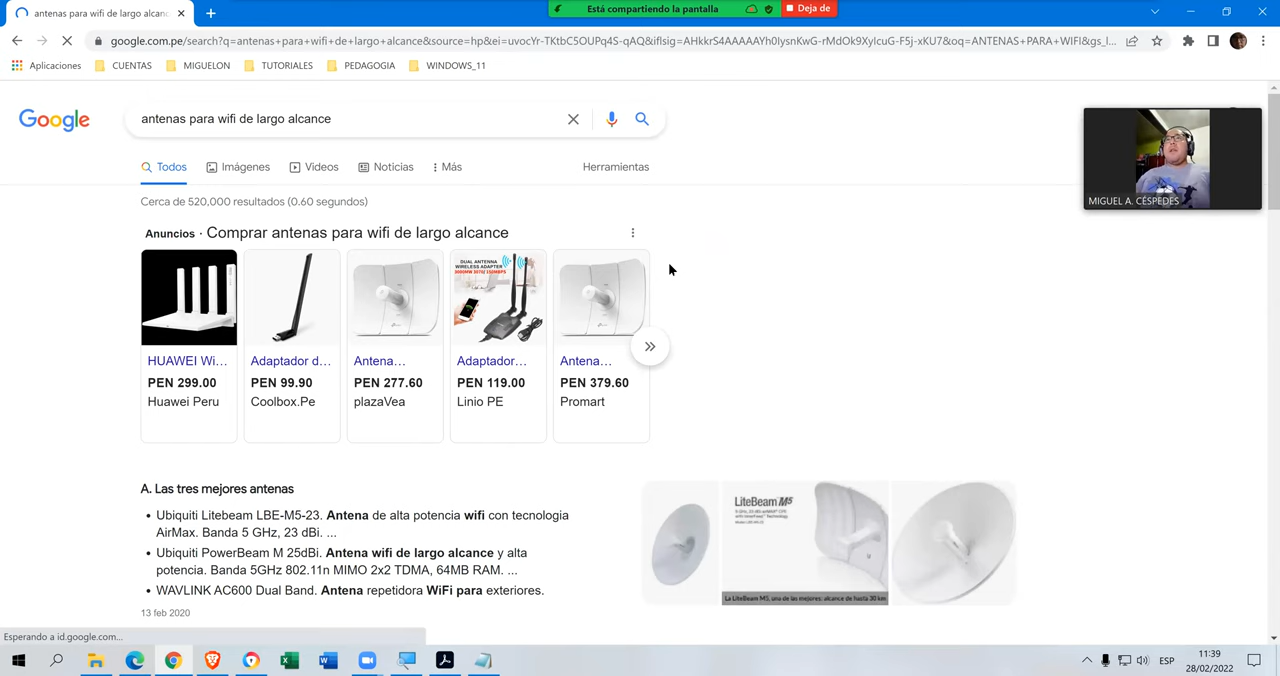 antenas para wifi de largo alcanc
Está compartiendo la pantalla
Deja de
google.com.pe/search?q=antenas+para+wifi+de+largo+alcance&source=hp&ei=uvocYr-TKtbC5OUPq4S-qAQ&iflsig=AHkkrS4AAAAAYh0IysnKwG-rMdOk9XyIcuG-F5j-xKU7&oq=ANTENAS+PARA+WIFI&gs_l...
Aplicaciones CUENTAS MIGUELON TUTORIALES PEDAGOGIA WINDOWS_11
Google
antenas para wifi de largo alcance
Todos Imágenes Videos Noticias Más Herramientas
Cerca de 520,000 resultados (0.60 segundos)
MIGUEL A. CÉSPEDES
Anuncios · Comprar antenas para wifi de largo alcance
DUAL ANTENNA
WIRELESS ADAPTER
HUAWEI Wi... Adaptador d... Antena... Adaptador... Antena...
PEN 299.00 PEN 99.90 PEN 277.60 PEN 119.00 PEN 379.60
Huawei Peru Coolbox.Pe plazaVea Linio PE Promart
A. Las tres mejores antenas
• Ubiquiti Litebeam LBE-M5-23. Antena de alta potencia wifi con tecnologia
AirMax. Banda 5 GHz, 23 dBi. ...
• Ubiquiti PowerBeam M 25dBi. Antena wifi de largo alcance y alta
potencia. Banda 5GHz 802.11n MIMO 2x2 TDMA, 64MB RAM. ...
• WAVLINK AC600 Dual Band. Antena repetidora WiFi para exteriores.
13 feb 2020
LiteBeam M5
La LiteBeam M5, una de las mejores: alcance de hasta 30 km
Esperando a id.google.com...
ESP
11:39
28/02/2022